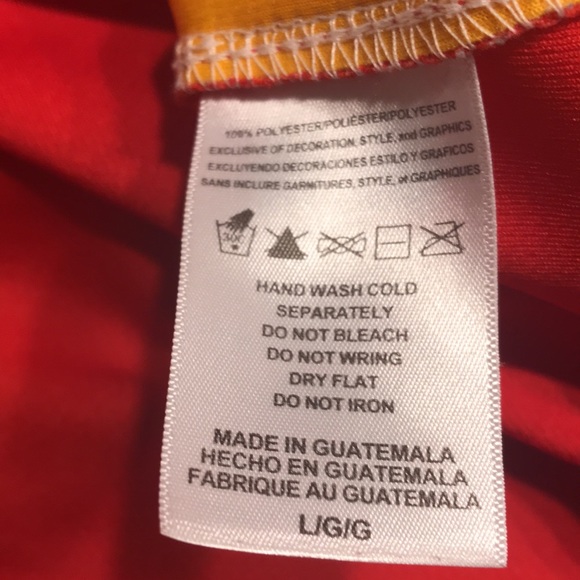 100% POLYESTER/POLIÉSTER/POLYESTER
EXCLUSIVE OF DECORATION, STYLE, and GRAPHICS
EXCLUYENDO DECORACIONES ESTILO Y GRAFICOS
SANS INCLURE GARNITURES, STYLE, et GRAPHIQUES
30C
HAND WASH COLD
SEPARATELY
DO NOT BLEACH
DO NOT WRING
DRY FLAT
DO NOT IRON
MADE IN GUATEMALA
HECHO EN GUATEMALA
FABRIQUE AU GUATEMALA
L/G/G